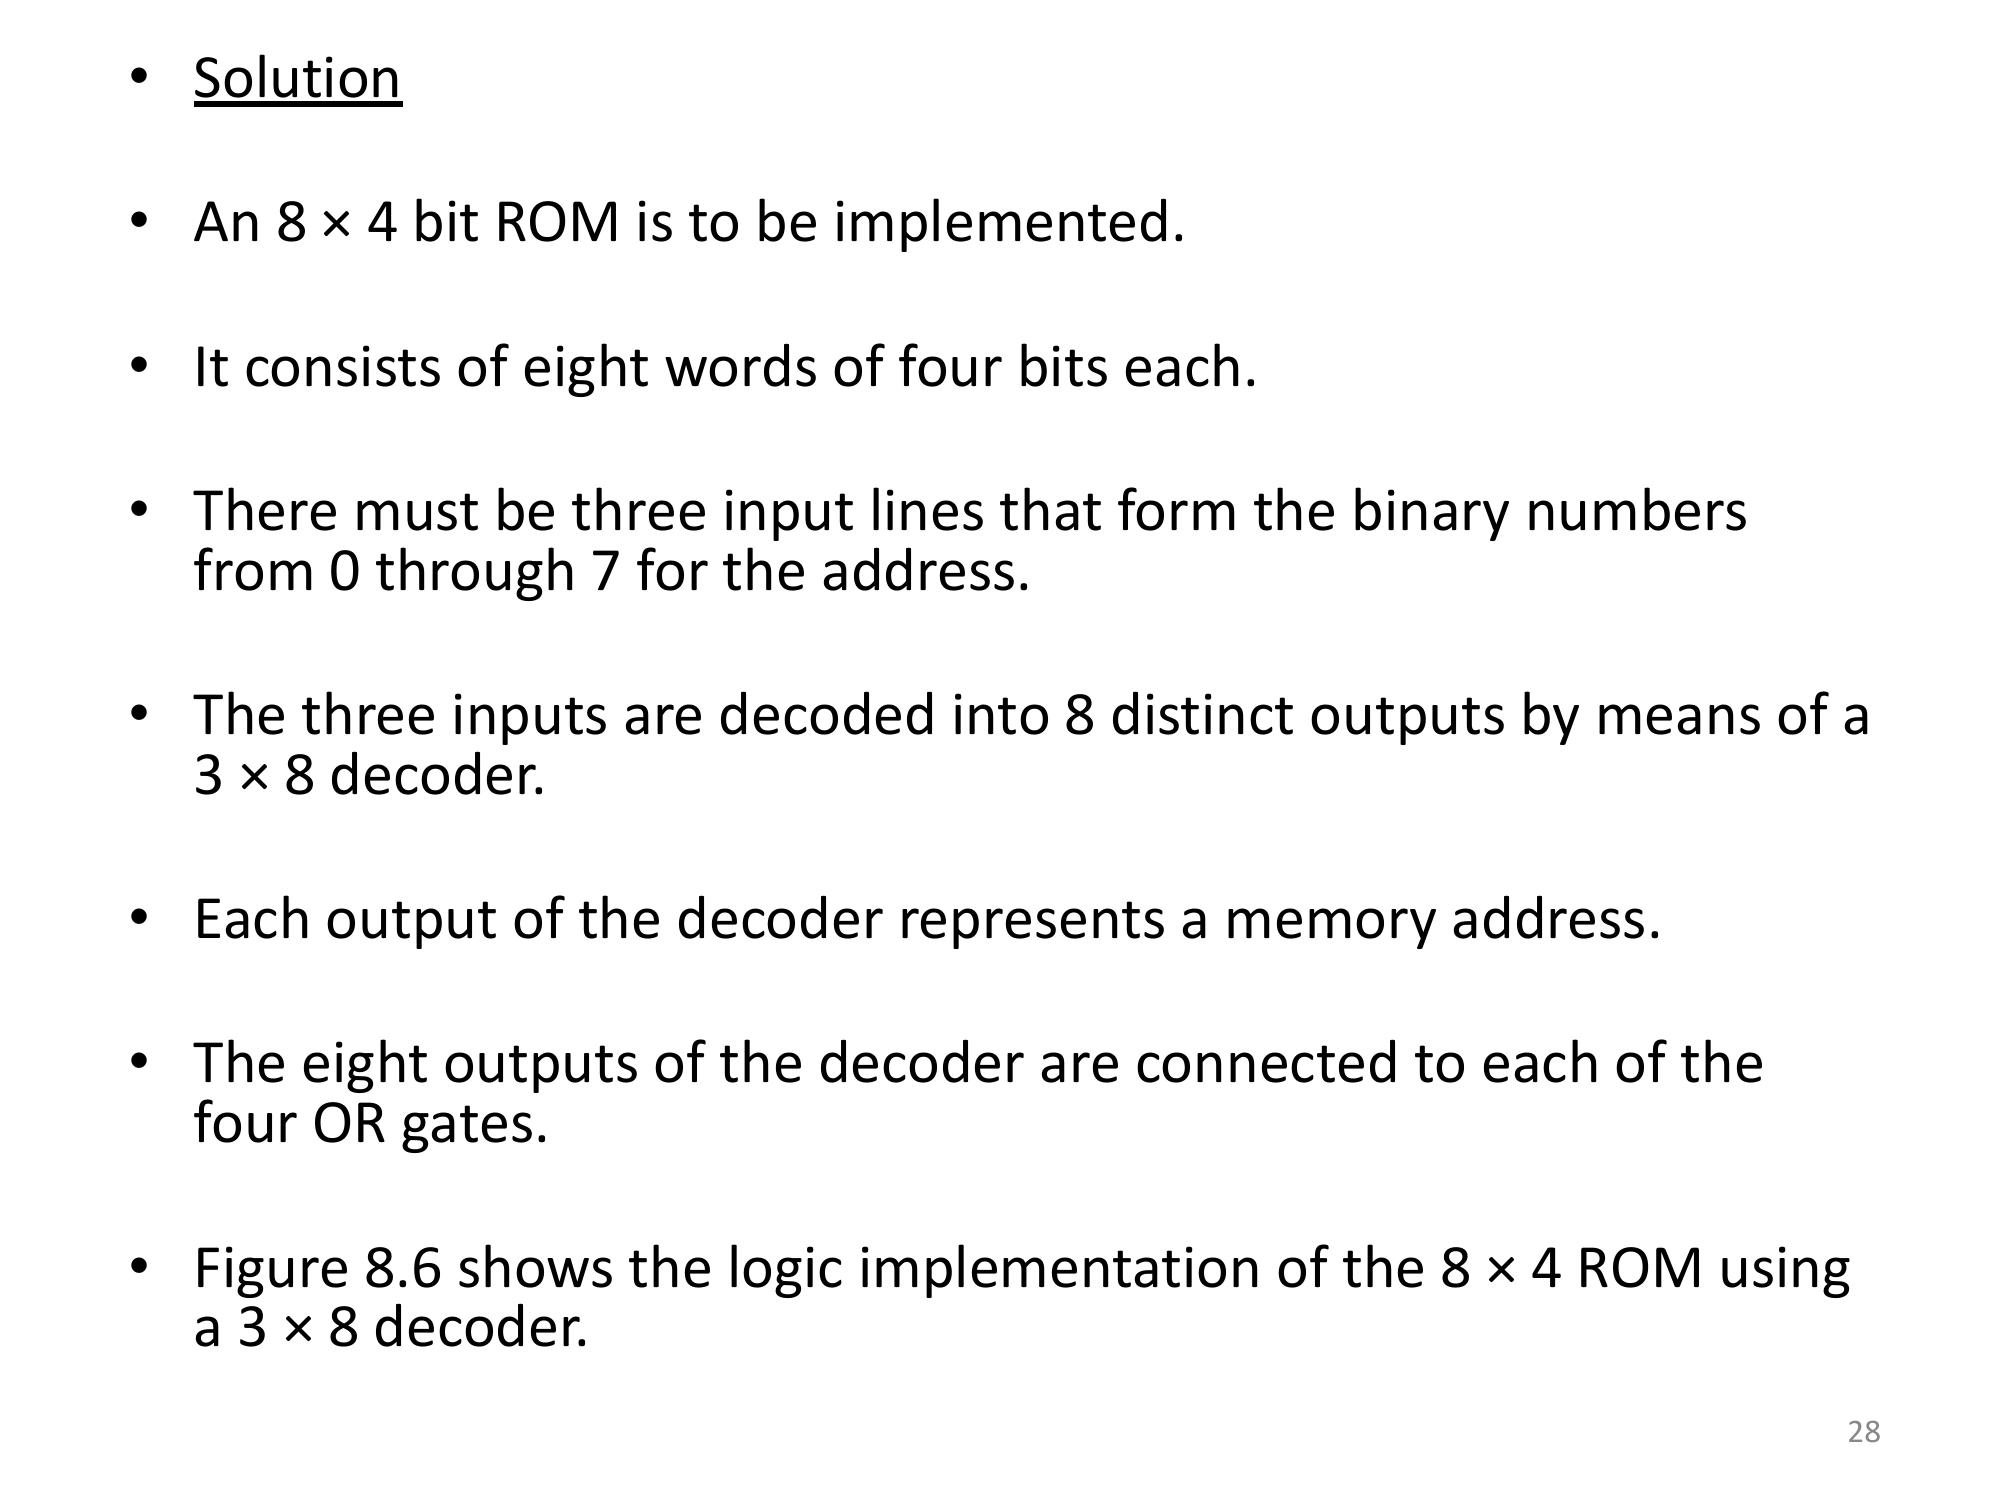 • Solution
• An 8 × 4 bit ROM is to be implemented.
• It consists of eight words of four bits each.
• There must be three input lines that form the binary numbers
from 0 through 7 for the address.
• The three inputs are decoded into 8 distinct outputs by means of a
3 × 8 decoder.
• Each output of the decoder represents a memory address.
• The eight outputs of the decoder are connected to each of the
four OR gates.
• Figure 8.6 shows the logic implementation of the 8 × 4 ROM using
a 3 × 8 decoder.
28